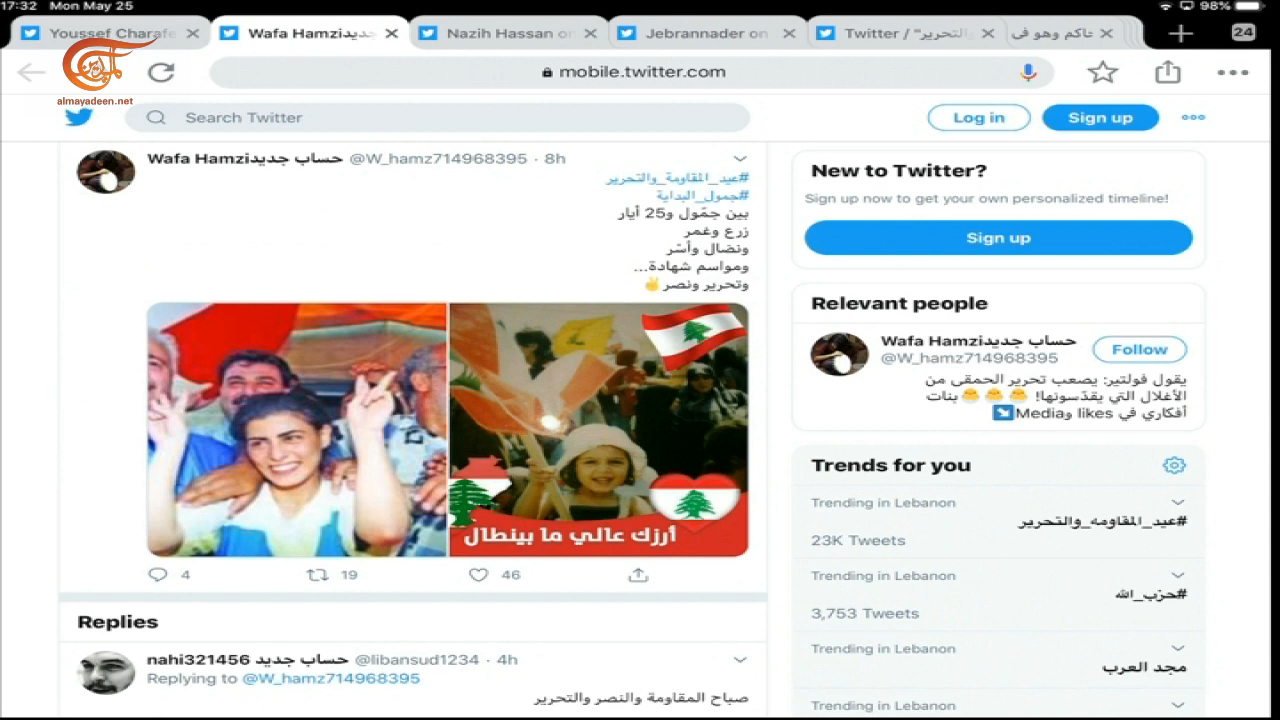 17:32 Mon May 25
98%
Youssef Charafe
Wafa Hamziحساب جديد
Nazih Hassan on
Jebrannader on
Twitter / "والتحرير
تاكم وهو في
24
mobile.twitter.com
almayadeen.net
Search Twitter
Log in
Sign up
Wafa Hamziحساب جديد @W_hamz714968395 · 8h
#عيد_المقاومة_والتحرير
#جمول_البداية
بين جمّول و25 أيار
زرع وغمر
ونضال وأسْر
ومواسم شهادة...
وتحرير ونصر✌
أرزك عالي ما بينطال
4
19
46
Replies
nahi321456 حساب جديد @libansud1234 · 4h
Replying to @W_hamz714968395
صباح المقاومة والنصر والتحرير
New to Twitter?
Sign up now to get your own personalized timeline!
Sign up
Relevant people
Wafa Hamziحساب جديد
@W_hamz714968395
Follow
يقول فولتير: يصعب تحرير الحمقى من
الأغلال التي يقدّسونها! 🐥🐥🐥بنات
أفكاري في likes وMedia↘
Trends for you
Trending in Lebanon
#عيد_المقاومه_والتحرير
23K Tweets
Trending in Lebanon
#حزب_الله
3,753 Tweets
Trending in Lebanon
مجد العرب
Trending in Lebanon